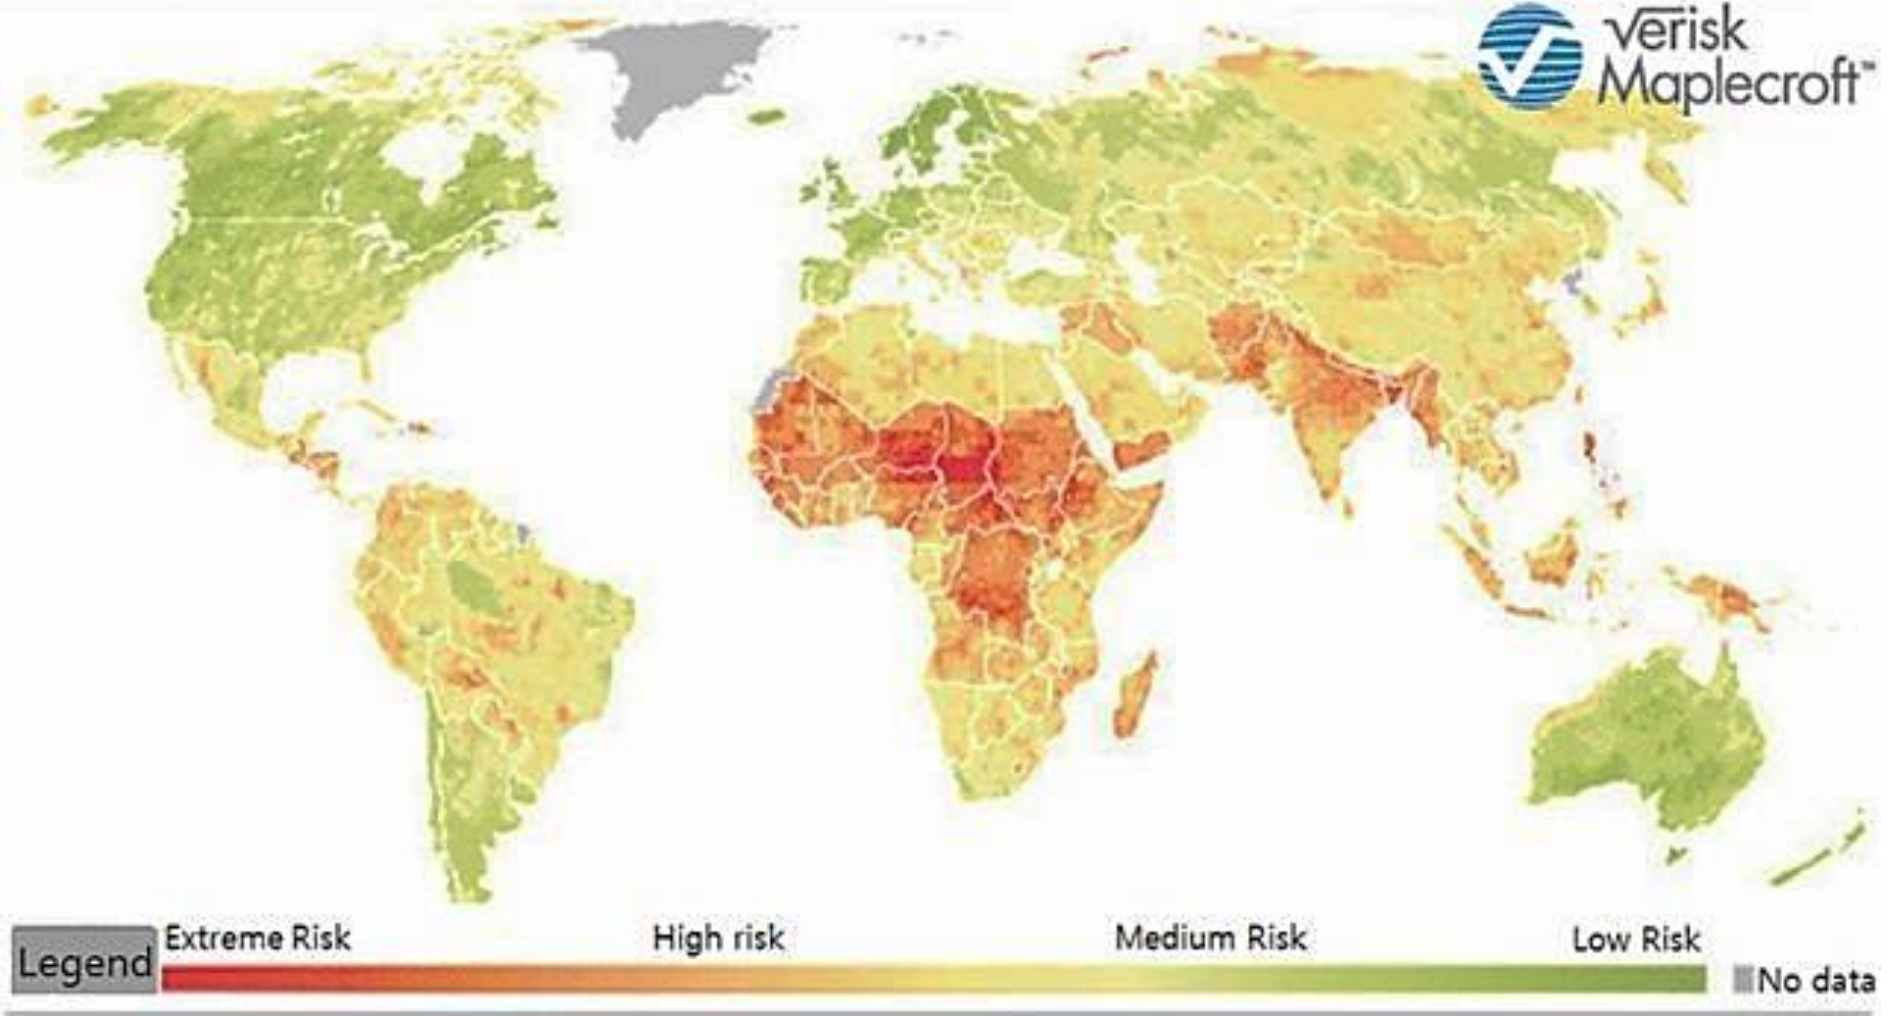 Verisk
Maplecroft™
Legend
Extreme Risk
High risk
Medium Risk
Low Risk
No data